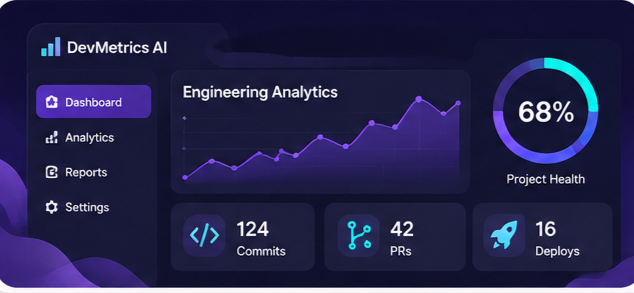 DevMetrics AI
Dashboard
Analytics
Reports
Settings
Engineering Analytics
68%
Project Health
124
Commits
42
PRs
16
Deploys